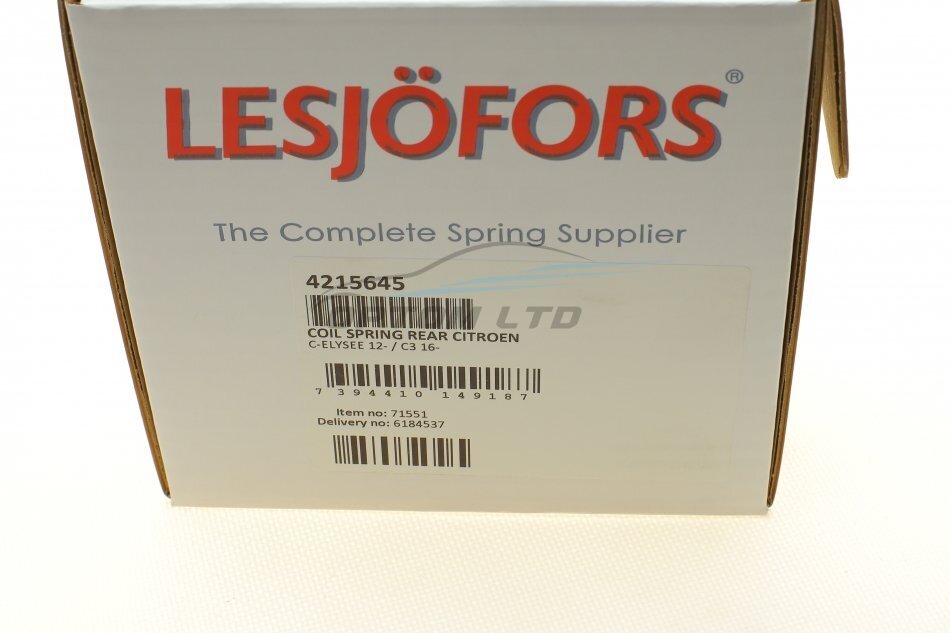 LESJÖFORS®
The Complete Spring Supplier
4215645
LTD
COIL SPRING REAR CITROEN
C-ELYSEE 12- / C3 16-
7 394410 149187
Item no: 71551
Delivery no: 6184537